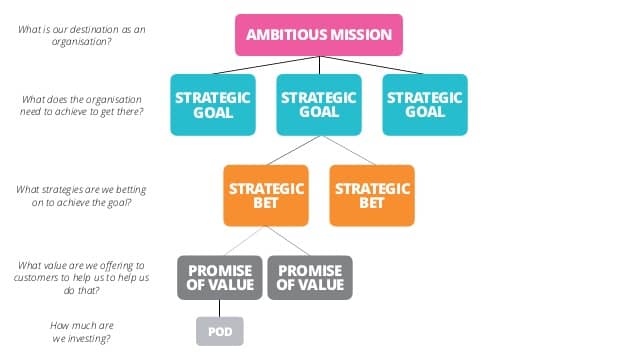 What is our destination as an
organisation?
AMBITIOUS MISSION
What does the organisation
need to achieve to get there?
STRATEGIC
GOAL
STRATEGIC
GOAL
STRATEGIC
GOAL
What strategies are we betting
on to achieve the goal?
STRATEGIC
BET
STRATEGIC
BET
What value are we offering to
customers to help us to help us
do that?
PROMISE
OF VALUE
PROMISE
OF VALUE
How much are
we investing?
POD